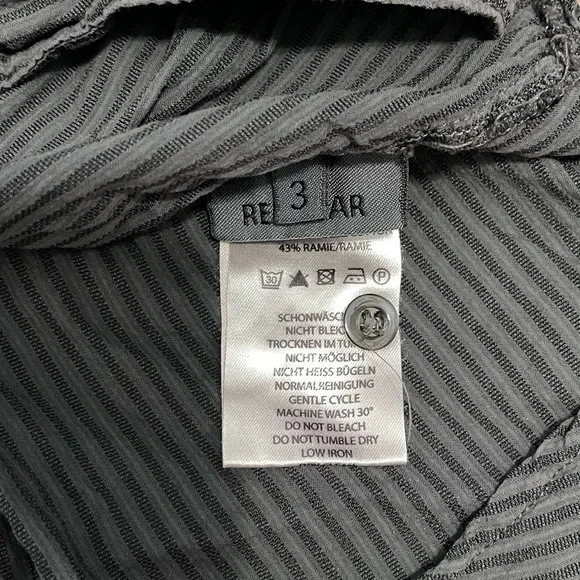 3
RE AR
43% RAMIE/RAMIE
30 P
SCHONWÄSC
NICHT BLEIC
TROCKNEN IM TU
NICHT MÖGLICH
NICHT HEISS BÜGELN
NORMALREINIGUNG
GENTLE CYCLE
MACHINE WASH 30°
DO NOT BLEACH
DO NOT TUMBLE DRY
LOW IRON